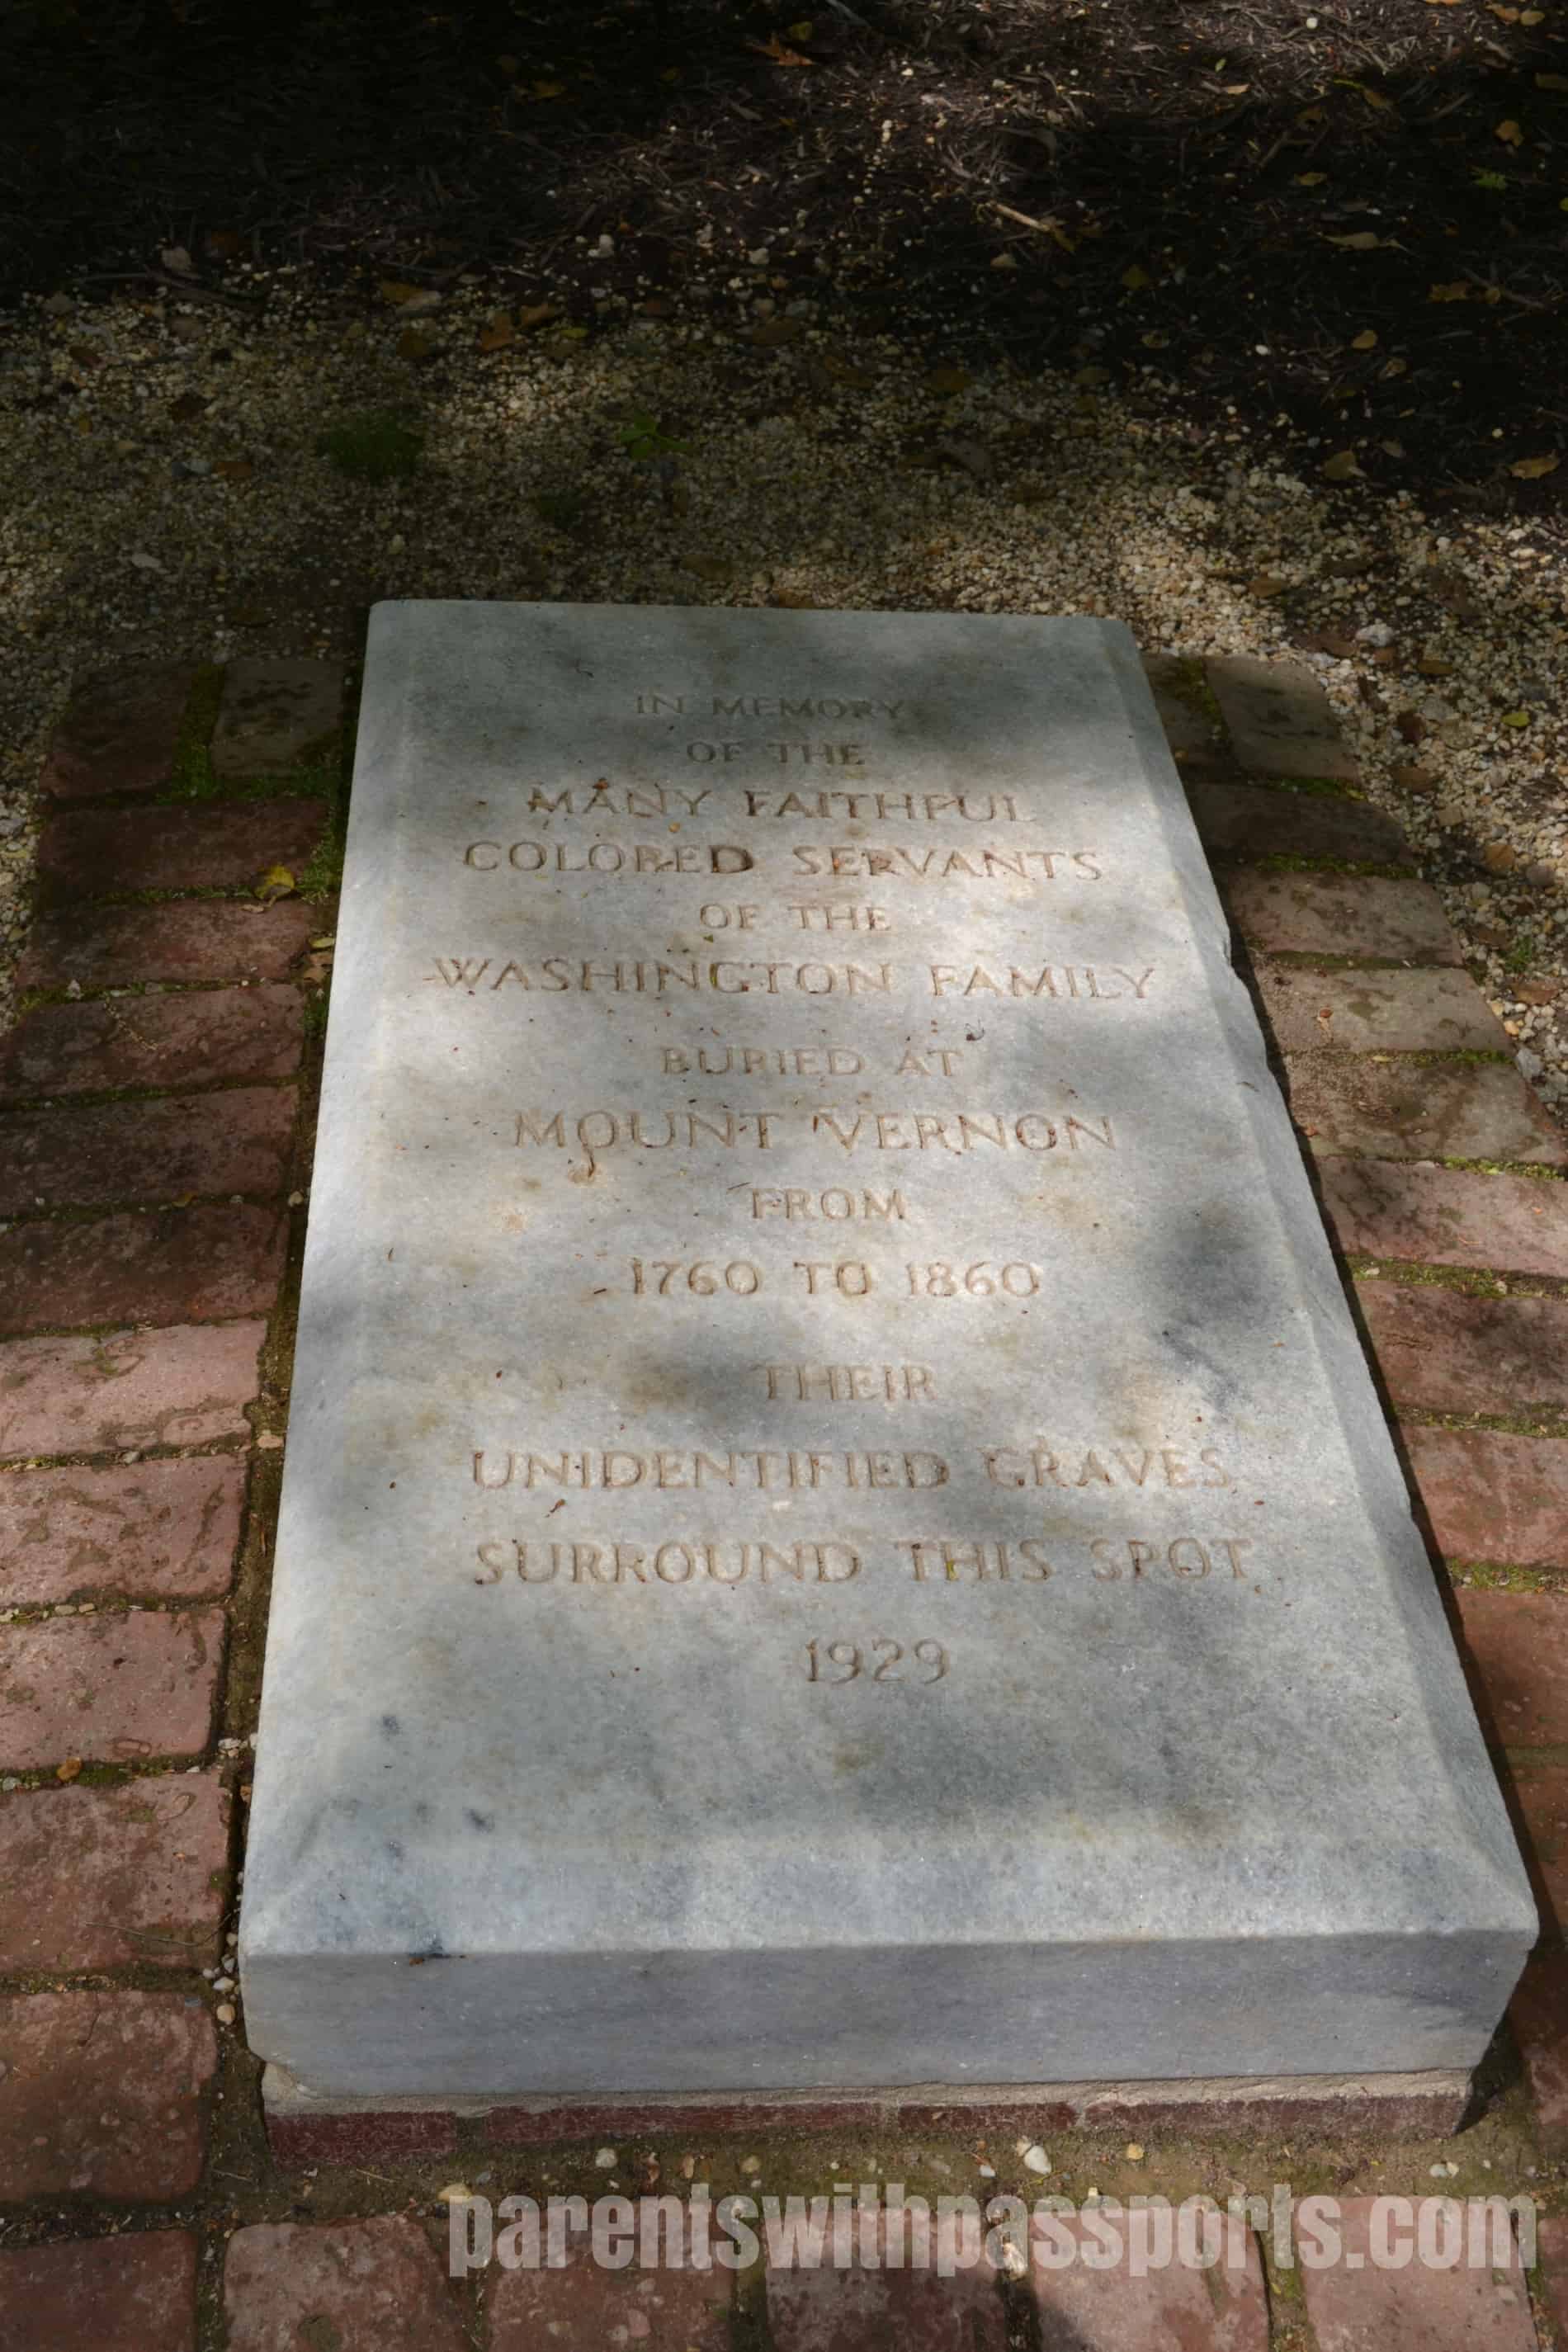 IN MEMORY
OF THE
MANY FAITHFUL
COLORED SERVANTS
OF THE
WASHINGTON FAMILY
BURIED AT
MOUNT VERNON
FROM
1760 TO 1860
THEIR
UNIDENTIFIED GRAVES
SURROUND THIS SPOT
1929
parentswithpassports.com